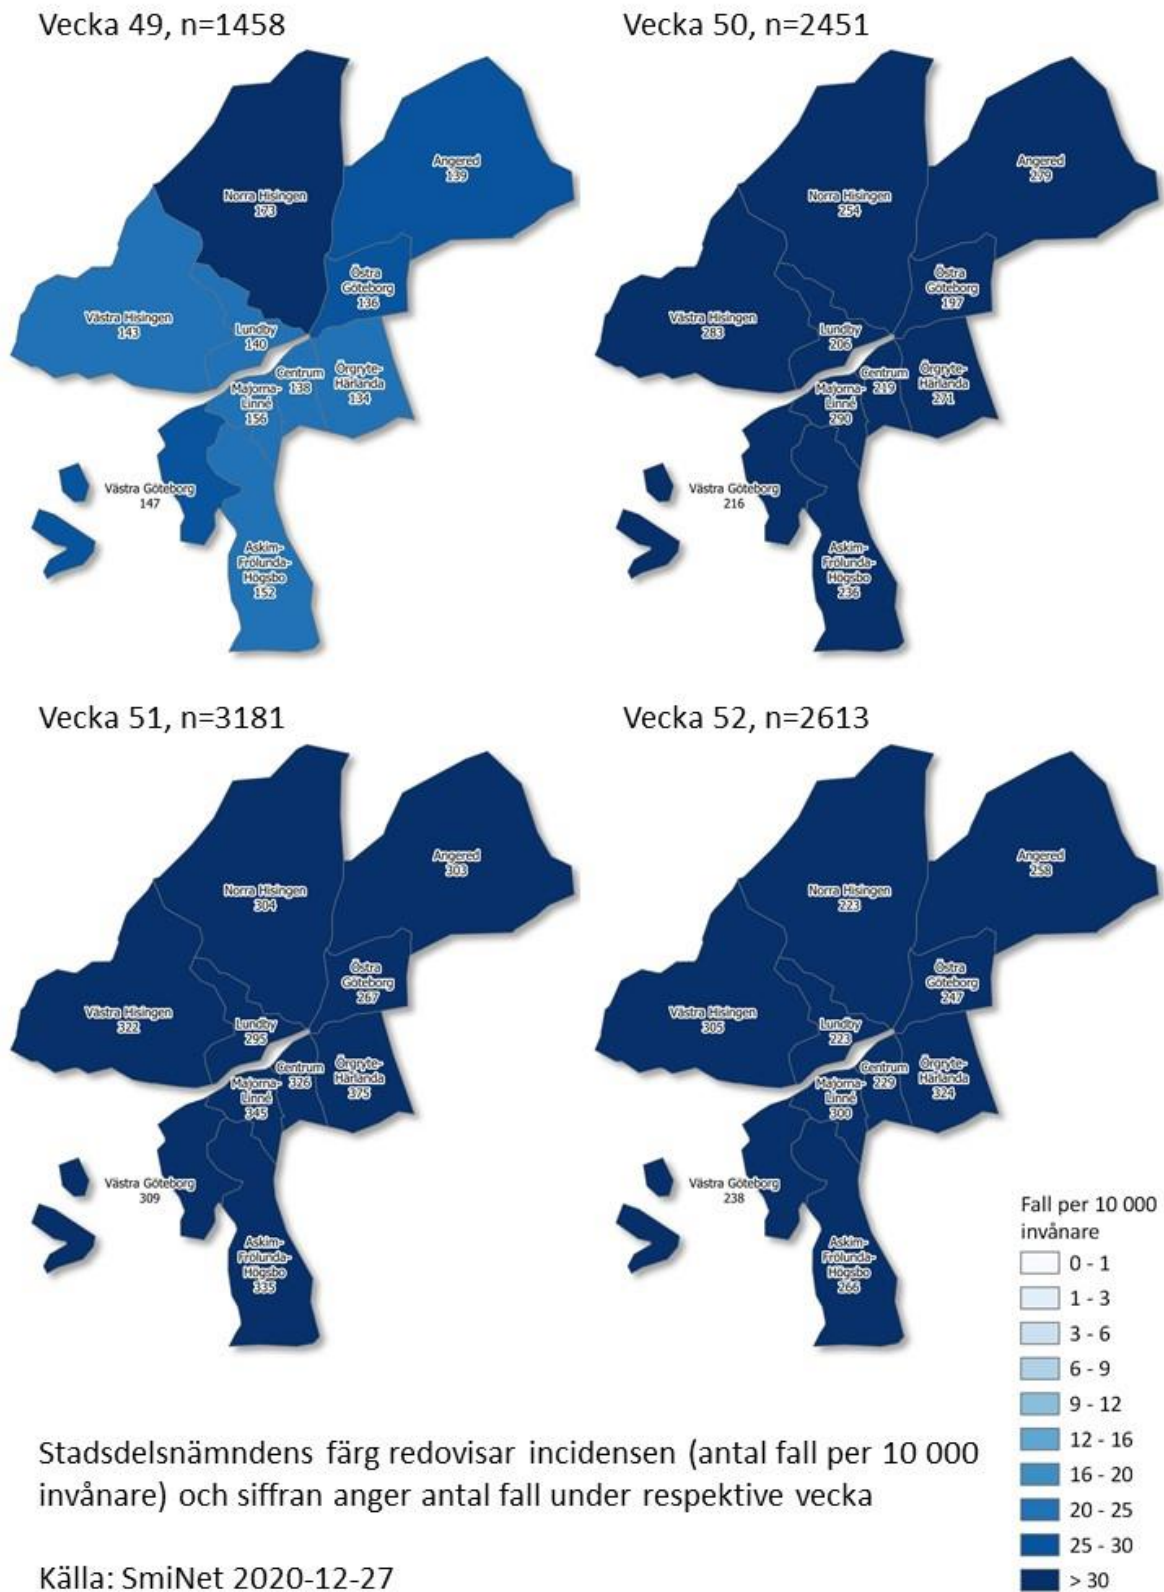 Vecka 49, n=1458
Angered
139
Norra Hisingen
173
Östra
Göteborg
136
Västra Hisingen
143
Lundby
140
Centrum
138
Örgryte-
Härlanda
134
Majorna-
Linné
156
Västra Göteborg
147
Askim-
Frölunda-
Högsbo
152
Vecka 50, n=2451
Angered
279
Norra Hisingen
254
Östra
Göteborg
197
Västra Hisingen
283
Lundby
206
Centrum
219
Örgryte-
Härlanda
271
Majorna-
Linné
290
Västra Göteborg
216
Askim-
Frölunda-
Högsbo
236
Vecka 51, n=3181
Angered
303
Norra Hisingen
304
Östra
Göteborg
267
Västra Hisingen
322
Lundby
295
Centrum
326
Örgryte-
Härlanda
375
Majorna-
Linné
345
Västra Göteborg
309
Askim-
Frölunda-
Högsbo
335
Vecka 52, n=2613
Angered
258
Norra Hisingen
223
Östra
Göteborg
247
Västra Hisingen
305
Lundby
223
Centrum
229
Örgryte-
Härlanda
324
Majorna-
Linné
300
Västra Göteborg
238
Askim-
Frölunda-
Högsbo
266
Fall per 10 000
invånare
0 - 1
1 - 3
3 - 6
6 - 9
9 - 12
12 - 16
16 - 20
20 - 25
25 - 30
> 30
Stadsdelsnämndens färg redovisar incidensen (antal fall per 10 000
invånare) och siffran anger antal fall under respektive vecka
Källa: SmiNet 2020-12-27